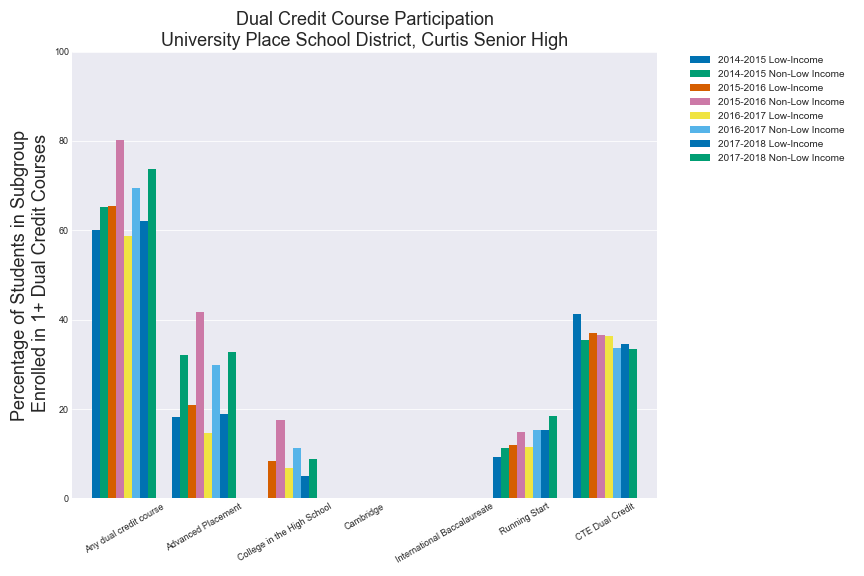 Dual Credit Course Participation
University Place School District, Curtis Senior High
Percentage of Students in Subgroup
Enrolled in 1+ Dual Credit Courses
100
80
60
40
20
0
Any dual credit course
Advanced Placement
College in the High School
Cambridge
International Baccalaureate
Running Start
CTE Dual Credit
2014-2015 Low-Income
2014-2015 Non-Low Income
2015-2016 Low-Income
2015-2016 Non-Low Income
2016-2017 Low-Income
2016-2017 Non-Low Income
2017-2018 Low-Income
2017-2018 Non-Low Income